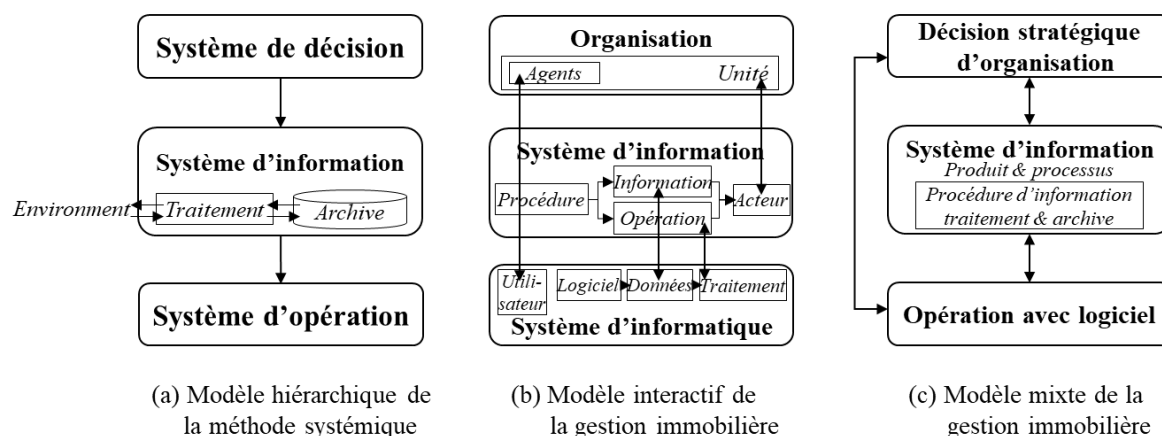 Système de décision
Système d'information
Environment
Traitement
Archive
Système d'opération
(a) Modèle hiérarchique de
la méthode systémique
Organisation
Agents
Unité
Système d'information
Procédure
Information
Opération
Acteur
Utili-
sateur
Logiciel
Données
Traitement
Système d'informatique
(b) Modèle interactif de
la gestion immobilière
Décision stratégique
d'organisation
Système d'information
Produit & processus
Procédure d'information
traitement & archive
Opération avec logiciel
(c) Modèle mixte de la
gestion immobilière